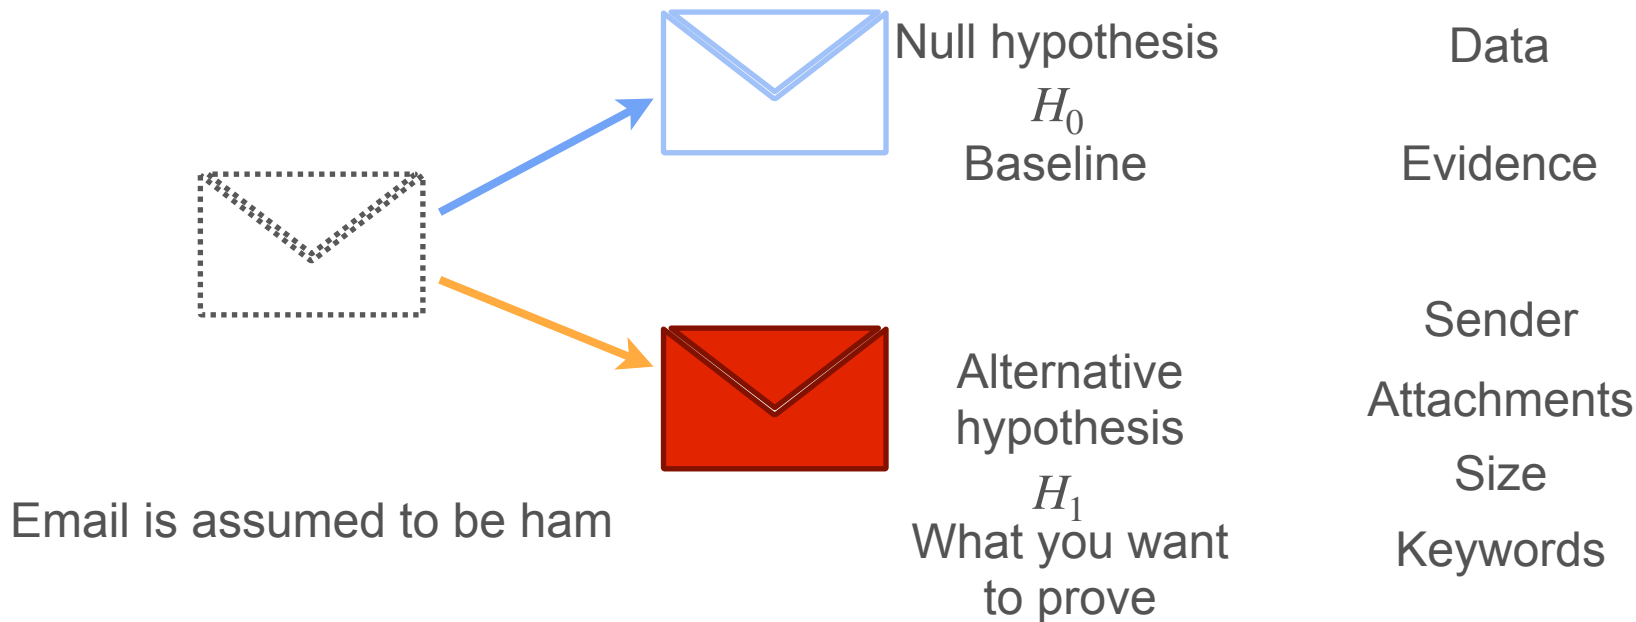 Null hypothesis
H₀
Baseline
Data
Evidence
Email is assumed to be ham
Alternative
hypothesis
H₁
What you want
to prove
Sender
Attachments
Size
Keywords